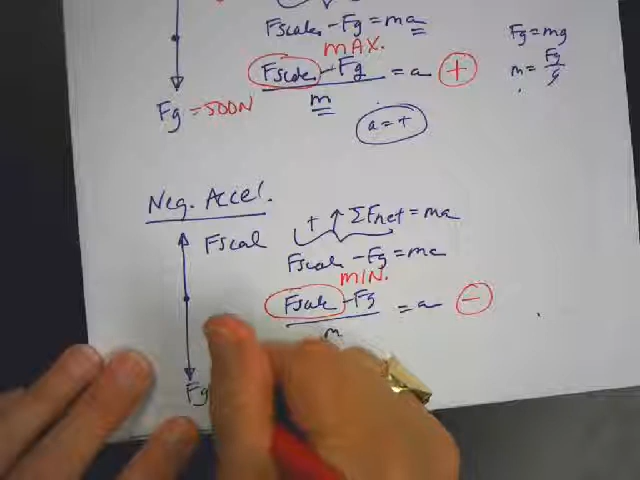 Fscale - Fg = ma
Fg = mg
MAX.
Fscale - Fg
m
= a +
m = Fg
g
Fg = 500N
a = +
Neg. Accel.
+ ↑ ΣFnet = ma
Fscal
Fscal - Fg = ma
MIN.
Fscale - Fg
m
= a -
Fg